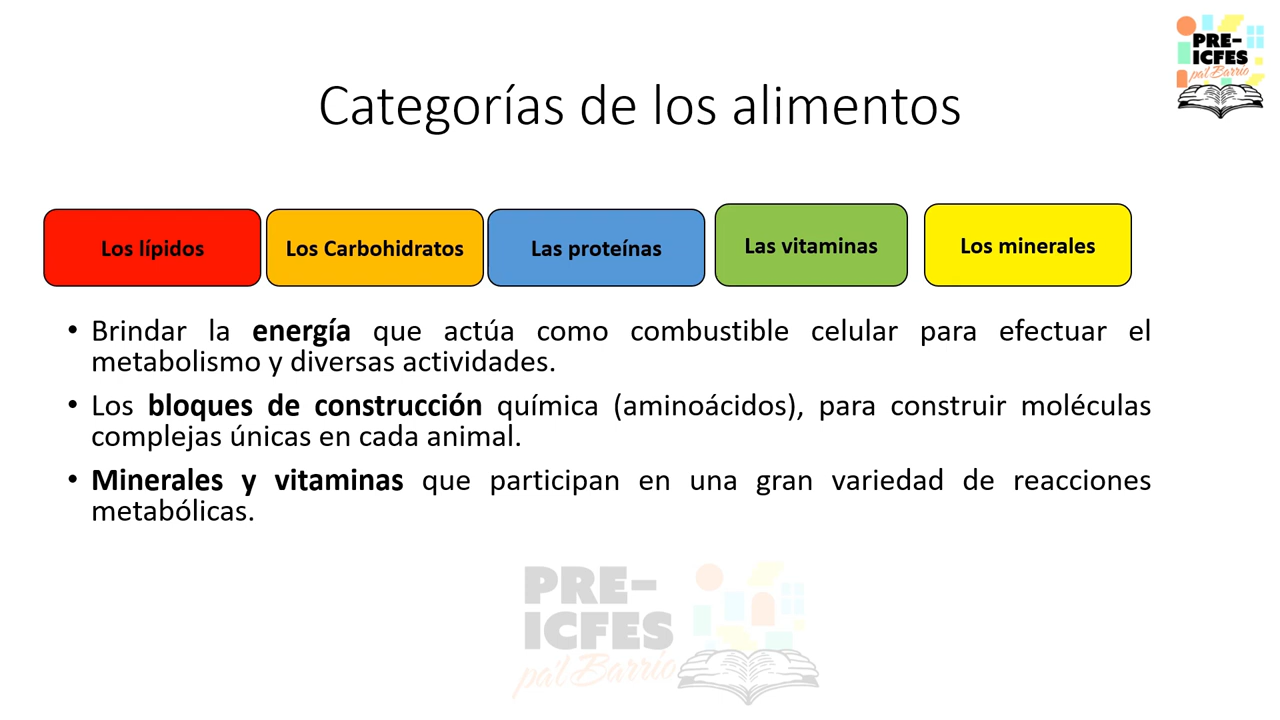 PRE-
ICFES
pal Barrio
Categorías de los alimentos
Los lípidos
Los Carbohidratos
Las proteínas
Las vitaminas
Los minerales
• Brindar la energía que actúa como combustible celular para efectuar el
metabolismo y diversas actividades.
• Los bloques de construcción química (aminoácidos), para construir moléculas
complejas únicas en cada animal.
• Minerales y vitaminas que participan en una gran variedad de reacciones
metabólicas.
PRE-
ICFES
pal Barrio